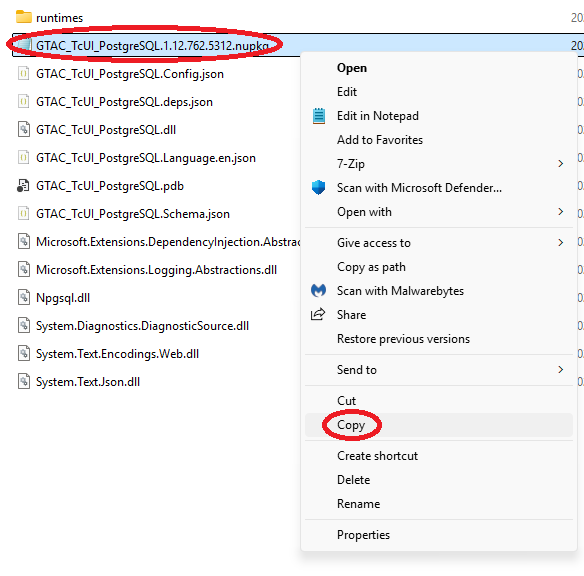 runtimes
GTAC_TcUI_PostgreSQL.1.12.762.5312.nupkg
GTAC_TcUI_PostgreSQL.Config.json
GTAC_TcUI_PostgreSQL.deps.json
GTAC_TcUI_PostgreSQL.dll
GTAC_TcUI_PostgreSQL.Language.en.json
GTAC_TcUI_PostgreSQL.pdb
GTAC_TcUI_PostgreSQL.Schema.json
Microsoft.Extensions.DependencyInjection.Abstrac
Microsoft.Extensions.Logging.Abstractions.dll
Npgsql.dll
System.Diagnostics.DiagnosticSource.dll
System.Text.Encodings.Web.dll
System.Text.Json.dll
Open
Edit
Edit in Notepad
Add to Favorites
7-Zip
Scan with Microsoft Defender...
Open with
Give access to
Copy as path
Scan with Malwarebytes
Share
Restore previous versions
Send to
Cut
Copy
Create shortcut
Delete
Rename
Properties